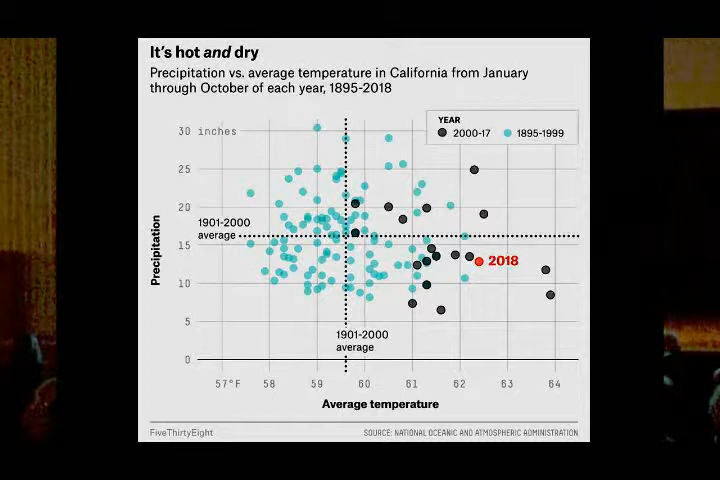 It's hot and dry
Precipitation vs. average temperature in California from January
through October of each year, 1895-2018
YEAR
2000-17 1895-1999
30 inches
25
20
1901-2000
average
15
2018
10
5
1901-2000
average
0
Precipitation
57°F 58 59 60 61 62 63 64
Average temperature
FiveThirtyEight SOURCE: NATIONAL OCEANIC AND ATMOSPHERIC ADMINISTRATION